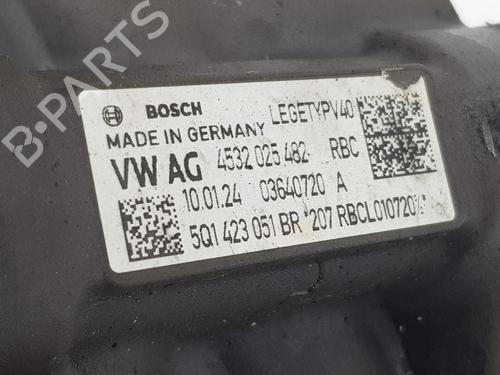 BOSCH LEGETYPV40
MADE IN GERMANY
VW AG 4532 025 482 RBC
10.01.24 03640720 A
5Q1 423 051 BR *207 RBCL010720%*
B-PARTS